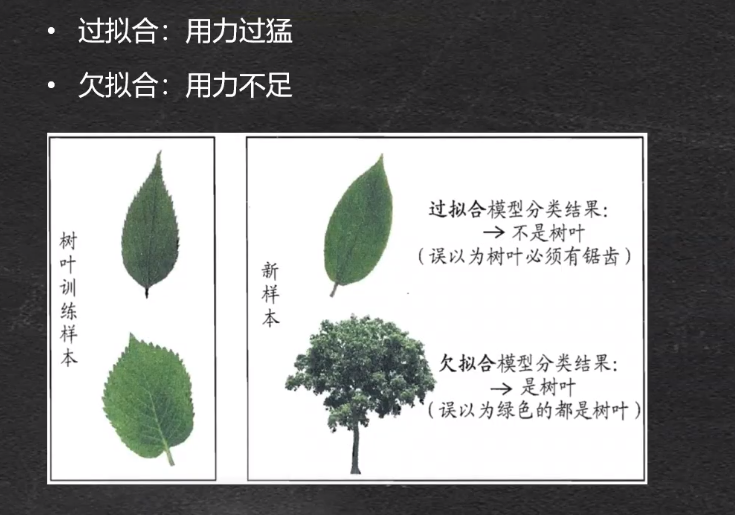 • 过拟合：用力过猛
• 欠拟合：用力不足
树叶训练样本
新样本
过拟合模型分类结果：
→ 不是树叶
（误以为树叶必须有锯齿）
欠拟合模型分类结果：
→ 是树叶
（误以为绿色的都是树叶）